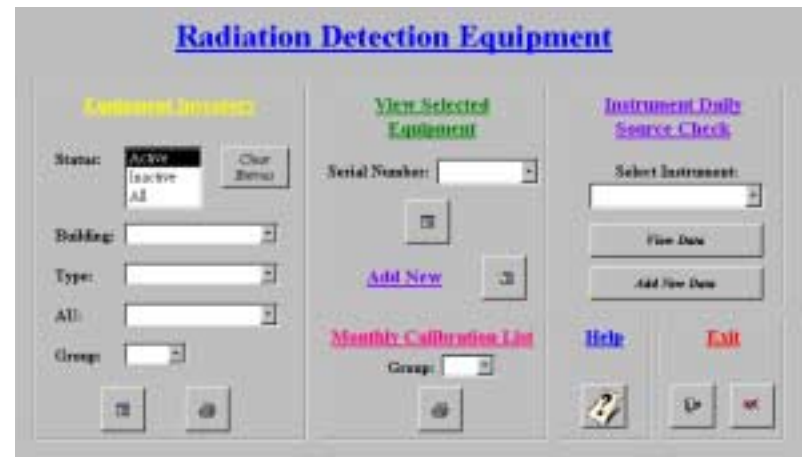 Radiation Detection Equipment
Equipment Inventory
Status:
Active
Inactive
All
Clear
Building:
Type:
AU:
Group:
View Selected
Equipment
Serial Number:
Add New
Monthly Calibration List
Group:
Instrument Daily
Source Check
Select Instrument:
View Data
Add New Data
Help
Exit